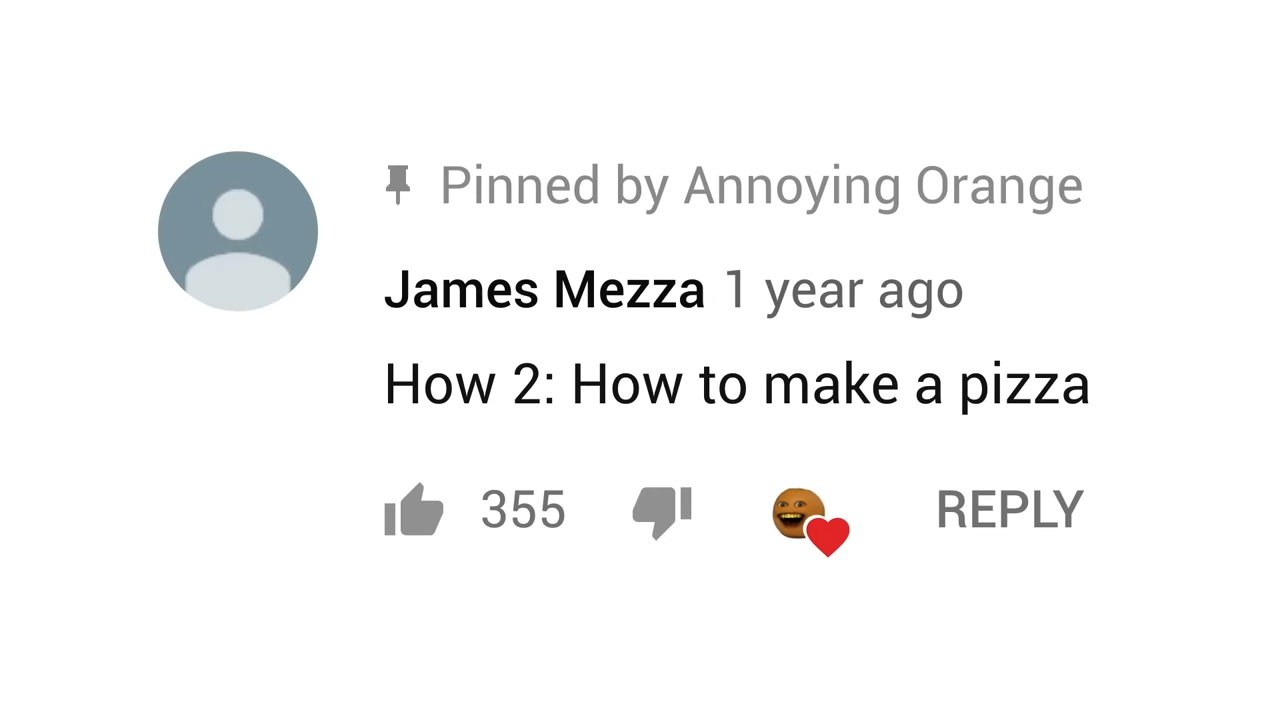 Pinned by Annoying Orange
James Mezza 1 year ago
How 2: How to make a pizza
355 REPLY